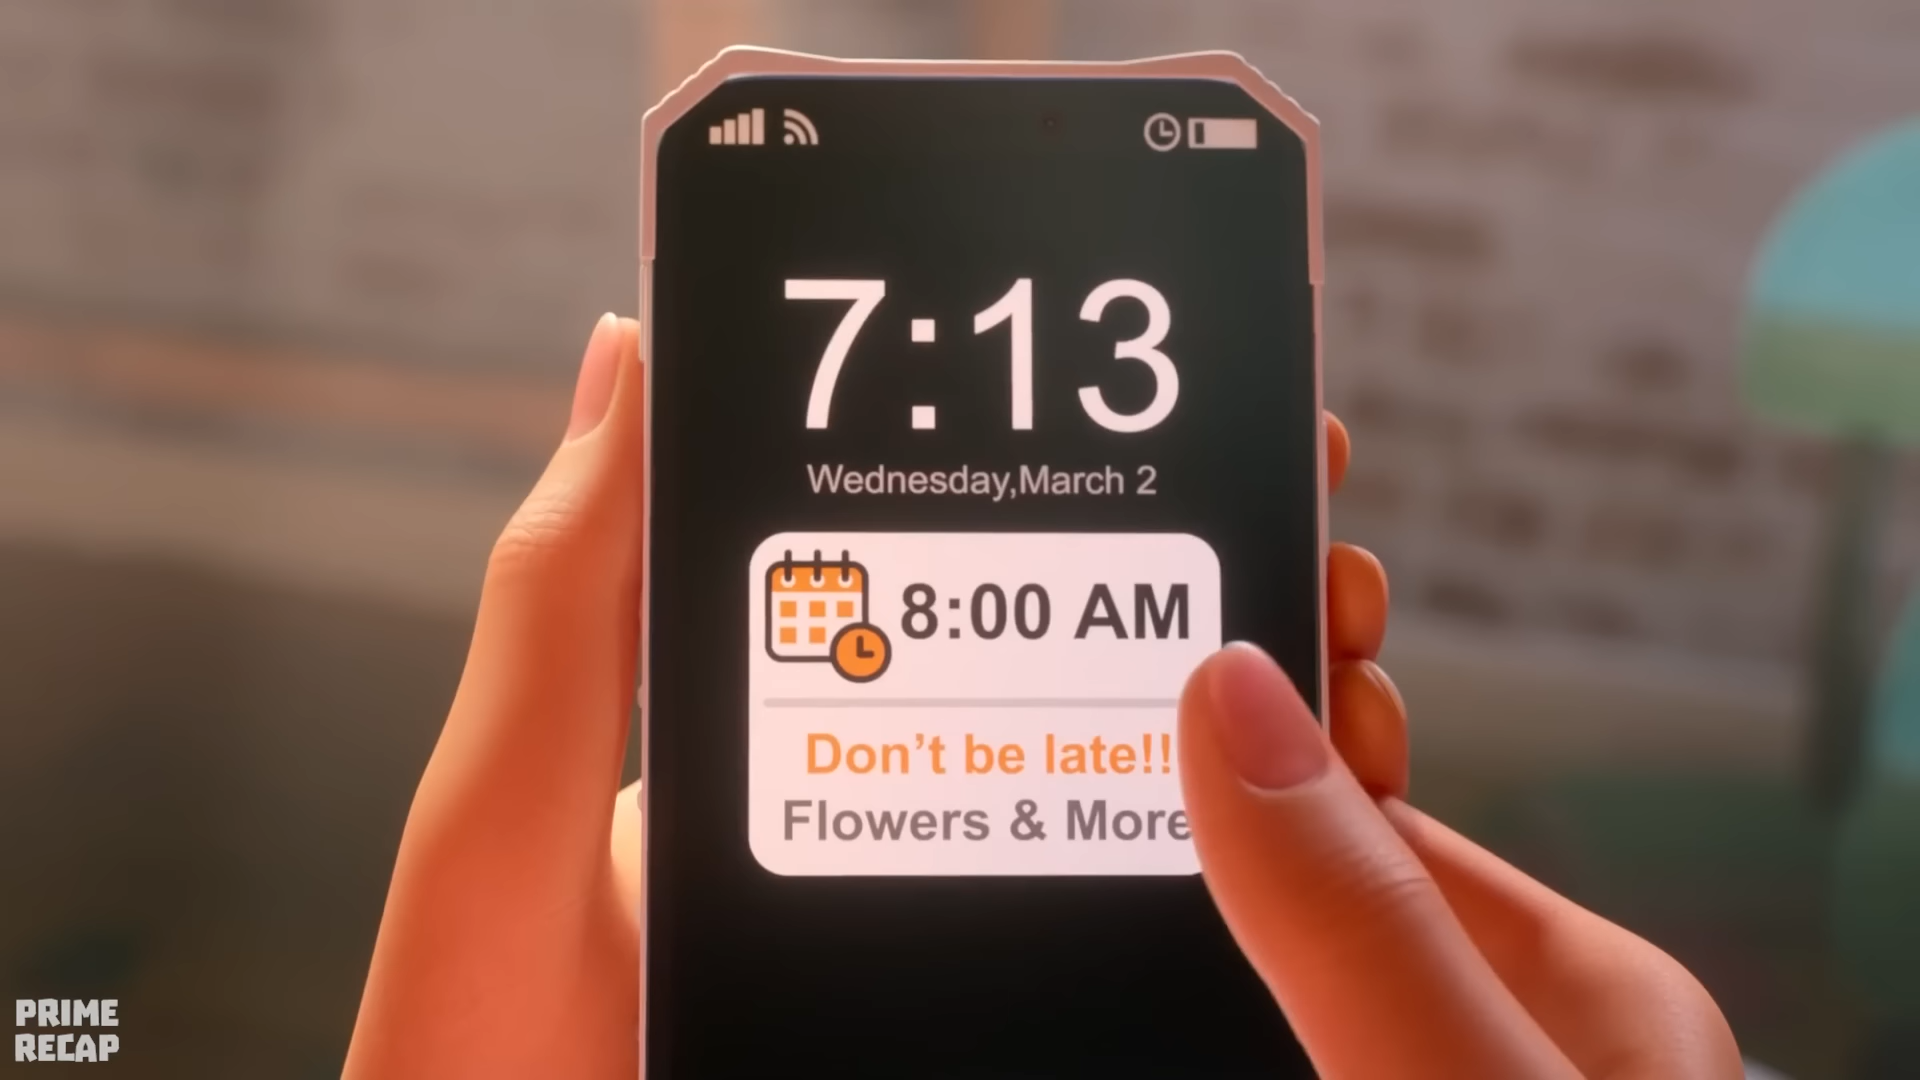 7:13
Wednesday,March 2
8:00 AM
Don’t be late!!
Flowers & More
PRIME
RECAP